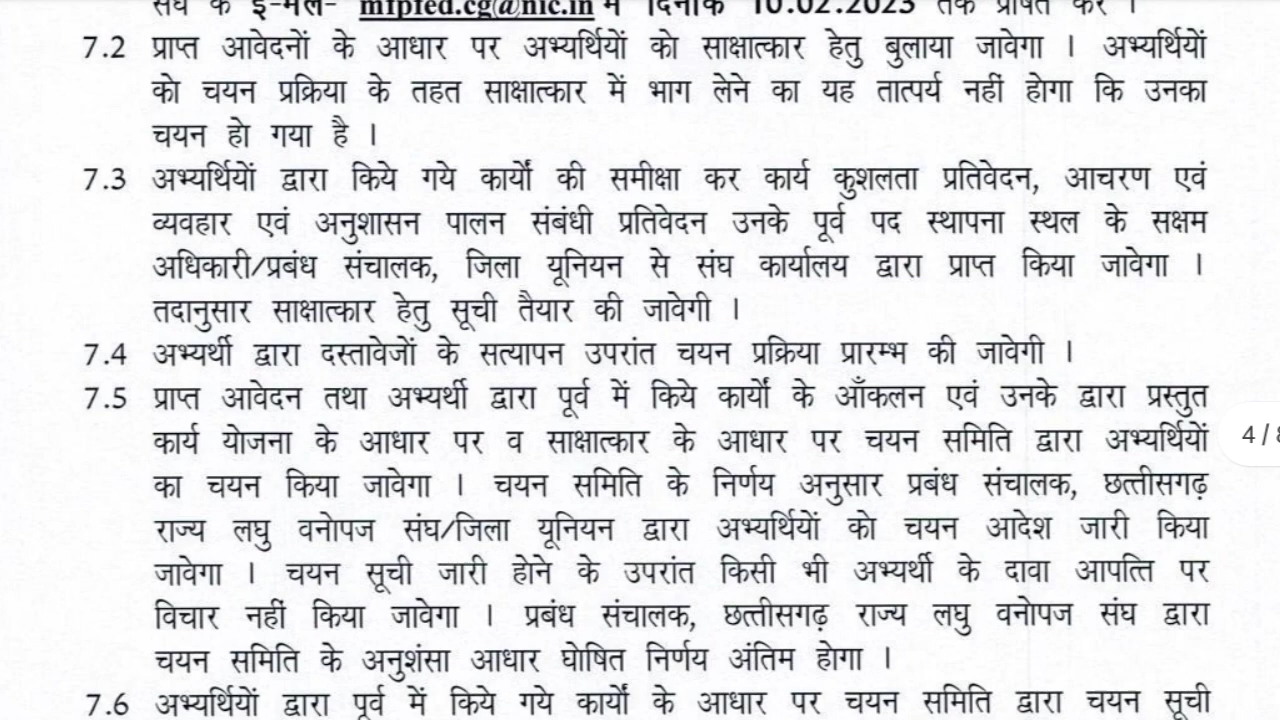 संघ के ई-मेल- mfpfed.cg@nic.in में दिनांक 10.02.2023 तक प्रेषित करें ।
7.2 प्राप्त आवेदनों के आधार पर अभ्यर्थियों को साक्षात्कार हेतु बुलाया जावेगा । अभ्यर्थियों
को चयन प्रक्रिया के तहत साक्षात्कार में भाग लेने का यह तात्पर्य नहीं होगा कि उनका
चयन हो गया है ।
7.3 अभ्यर्थियों द्वारा किये गये कार्यों की समीक्षा कर कार्य कुशलता प्रतिवेदन, आचरण एवं
व्यवहार एवं अनुशासन पालन संबंधी प्रतिवेदन उनके पूर्व पद स्थापना स्थल के सक्षम
अधिकारी/प्रबंध संचालक, जिला यूनियन से संघ कार्यालय द्वारा प्राप्त किया जावेगा ।
तदानुसार साक्षात्कार हेतु सूची तैयार की जावेगी ।
7.4 अभ्यर्थी द्वारा दस्तावेजों के सत्यापन उपरांत चयन प्रक्रिया प्रारम्भ की जावेगी ।
7.5 प्राप्त आवेदन तथा अभ्यर्थी द्वारा पूर्व में किये कार्यों के आँकलन एवं उनके द्वारा प्रस्तुत
कार्य योजना के आधार पर व साक्षात्कार के आधार पर चयन समिति द्वारा अभ्यर्थियों
का चयन किया जावेगा । चयन समिति के निर्णय अनुसार प्रबंध संचालक, छत्तीसगढ़
राज्य लघु वनोपज संघ/जिला यूनियन द्वारा अभ्यर्थियों को चयन आदेश जारी किया
जावेगा । चयन सूची जारी होने के उपरांत किसी भी अभ्यर्थी के दावा आपत्ति पर
विचार नहीं किया जावेगा । प्रबंध संचालक, छत्तीसगढ़ राज्य लघु वनोपज संघ द्वारा
चयन समिति के अनुशंसा आधार घोषित निर्णय अंतिम होगा ।
7.6 अभ्यर्थियों द्वारा पूर्व में किये गये कार्यों के आधार पर चयन समिति द्वारा चयन सूची
4 / 8